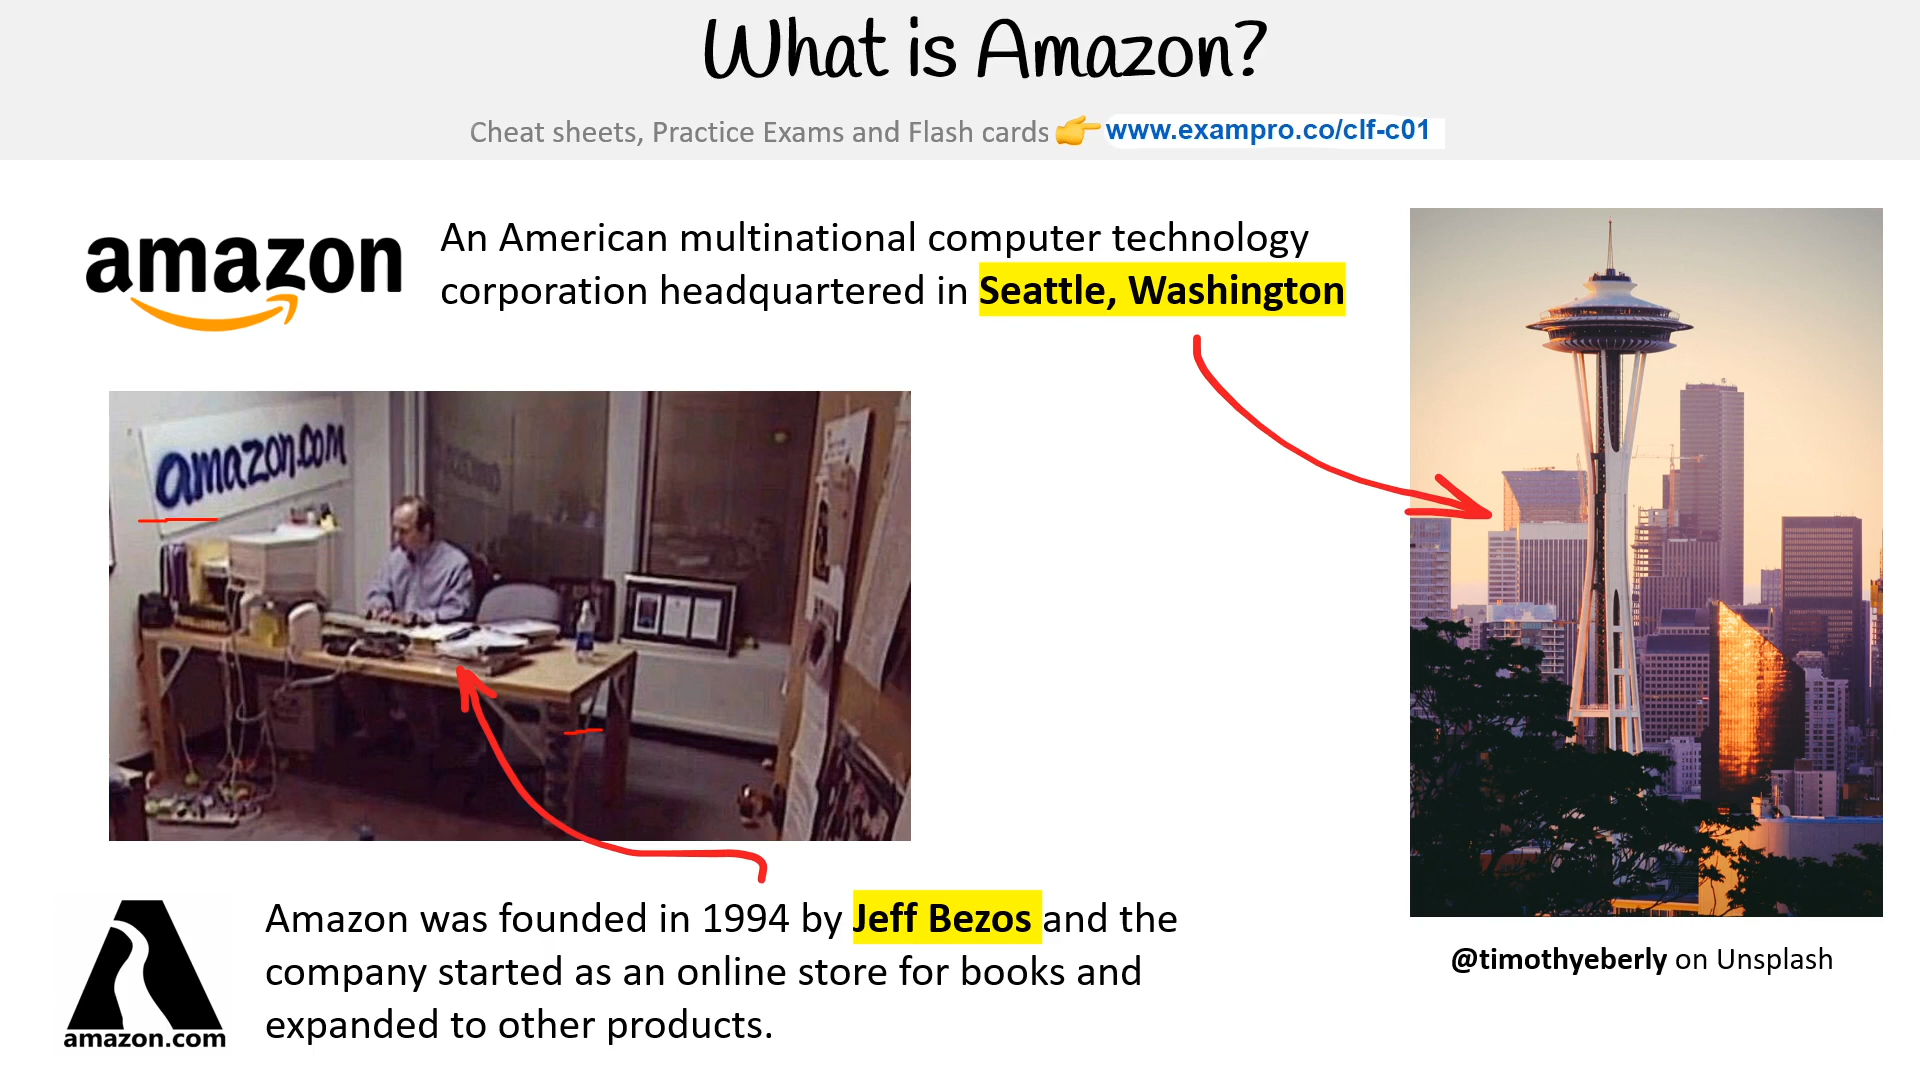 What is Amazon?
Cheat sheets, Practice Exams and Flash cards 👉 www.exampro.co/clf-c01
amazon
An American multinational computer technology
corporation headquartered in Seattle, Washington
amazon.com
Amazon was founded in 1994 by Jeff Bezos and the
company started as an online store for books and
expanded to other products.
amazon.com
@timothyeberly on Unsplash